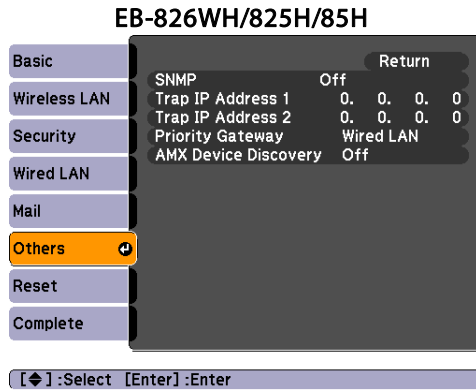 EB-826WH/825H/85H
Basic
Wireless LAN
Security
Wired LAN
Mail
Others
Reset
Complete
Return
SNMP Off
Trap IP Address 1 0. 0. 0. 0
Trap IP Address 2 0. 0. 0. 0
Priority Gateway Wired LAN
AMX Device Discovery Off
[◆] :Select [Enter] :Enter